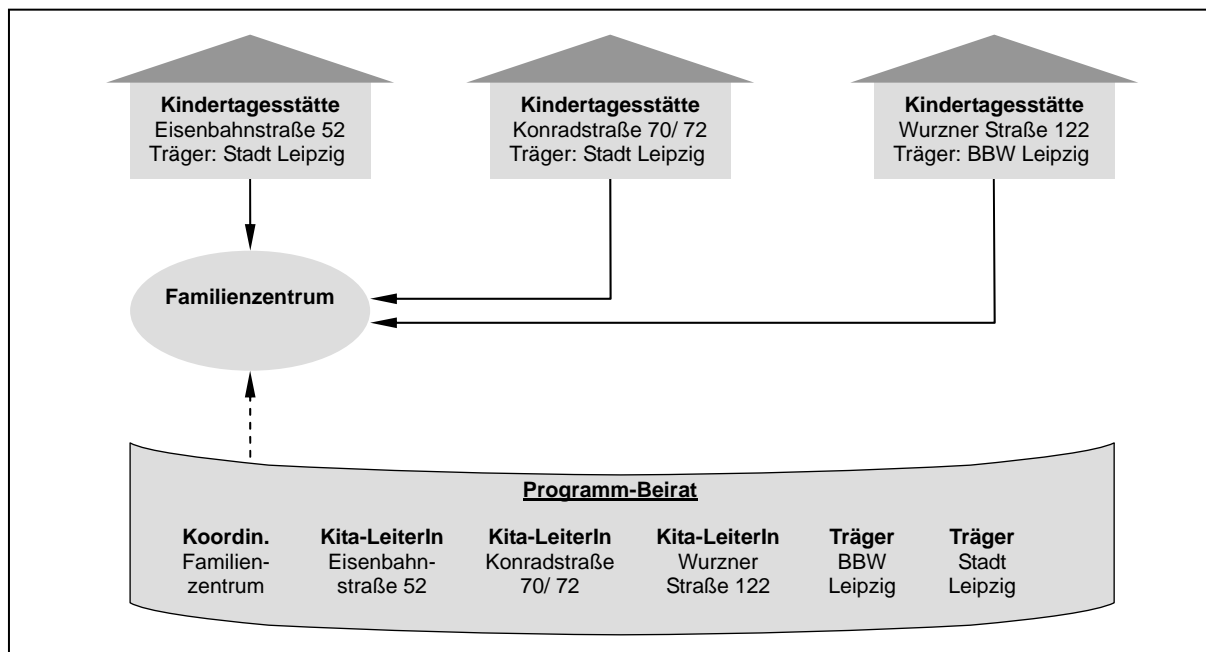 Kindertagesstätte
Eisenbahnstraße 52
Träger: Stadt Leipzig
Kindertagesstätte
Konradstraße 70/ 72
Träger: Stadt Leipzig
Kindertagesstätte
Wurzner Straße 122
Träger: BBW Leipzig
Familienzentrum
Programm-Beirat
Koordin.
Familien-
zentrum
Kita-LeiterIn
Eisenbahn-
straße 52
Kita-LeiterIn
Konradstraße
70/ 72
Kita-LeiterIn
Wurzner
Straße 122
Träger
BBW
Leipzig
Träger
Stadt
Leipzig